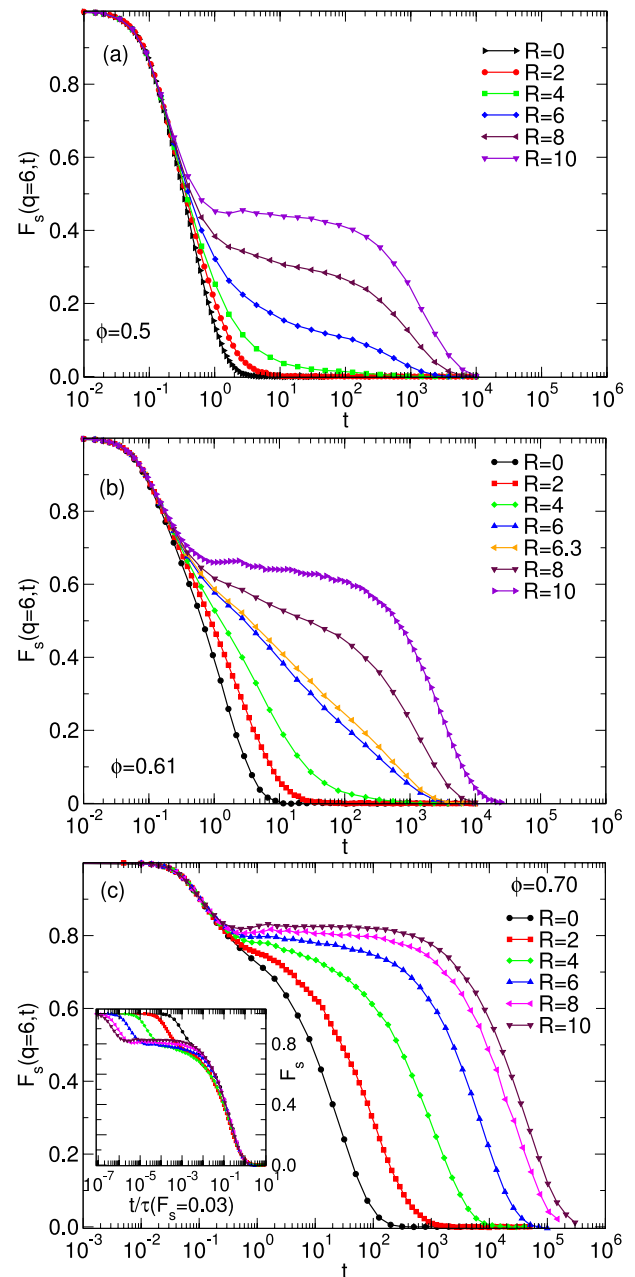 (a)
R=0
R=2
R=4
R=6
R=8
R=10
F_s(q=6,t)
0.8
0.6
0.4
0.2
0.0
ϕ=0.5
10^-2 10^-1 10^0 10^1 10^2 10^3 10^4 10^5 10^6
t
(b)
R=0
R=2
R=4
R=6
R=6.3
R=8
R=10
F_s(q=6,t)
0.8
0.6
0.4
0.2
0
ϕ=0.61
10^-2 10^-1 10^0 10^1 10^2 10^3 10^4 10^5 10^6
t
(c)
ϕ=0.70
R=0
R=2
R=4
R=6
R=8
R=10
F_s(q=6,t)
0.8
0.6
0.4
0.2
0.0
0.8
0.4
0.0
F_s
10^-7 10^-5 10^-3 10^-1 10^1
t/τ(F_s=0.03)
10^-3 10^-2 10^-1 10^0 10^1 10^2 10^3 10^4 10^5 10^6
t